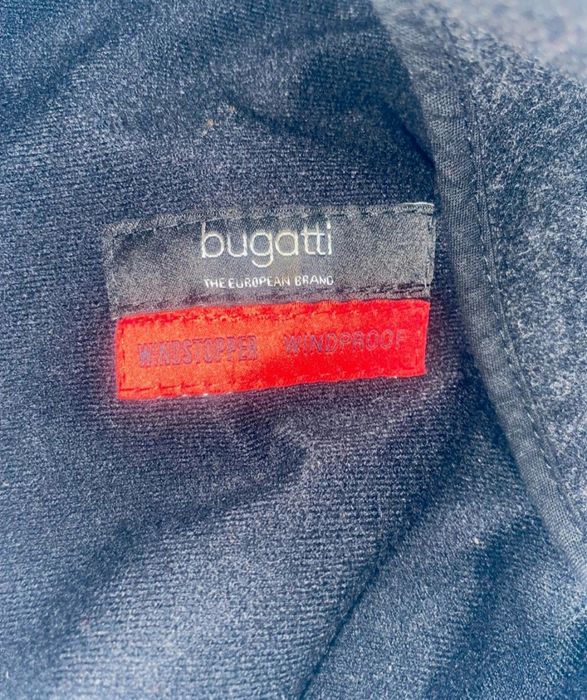 bugatti
THE EUROPEAN BRAND
WINDSTOPPER WINDPROOF